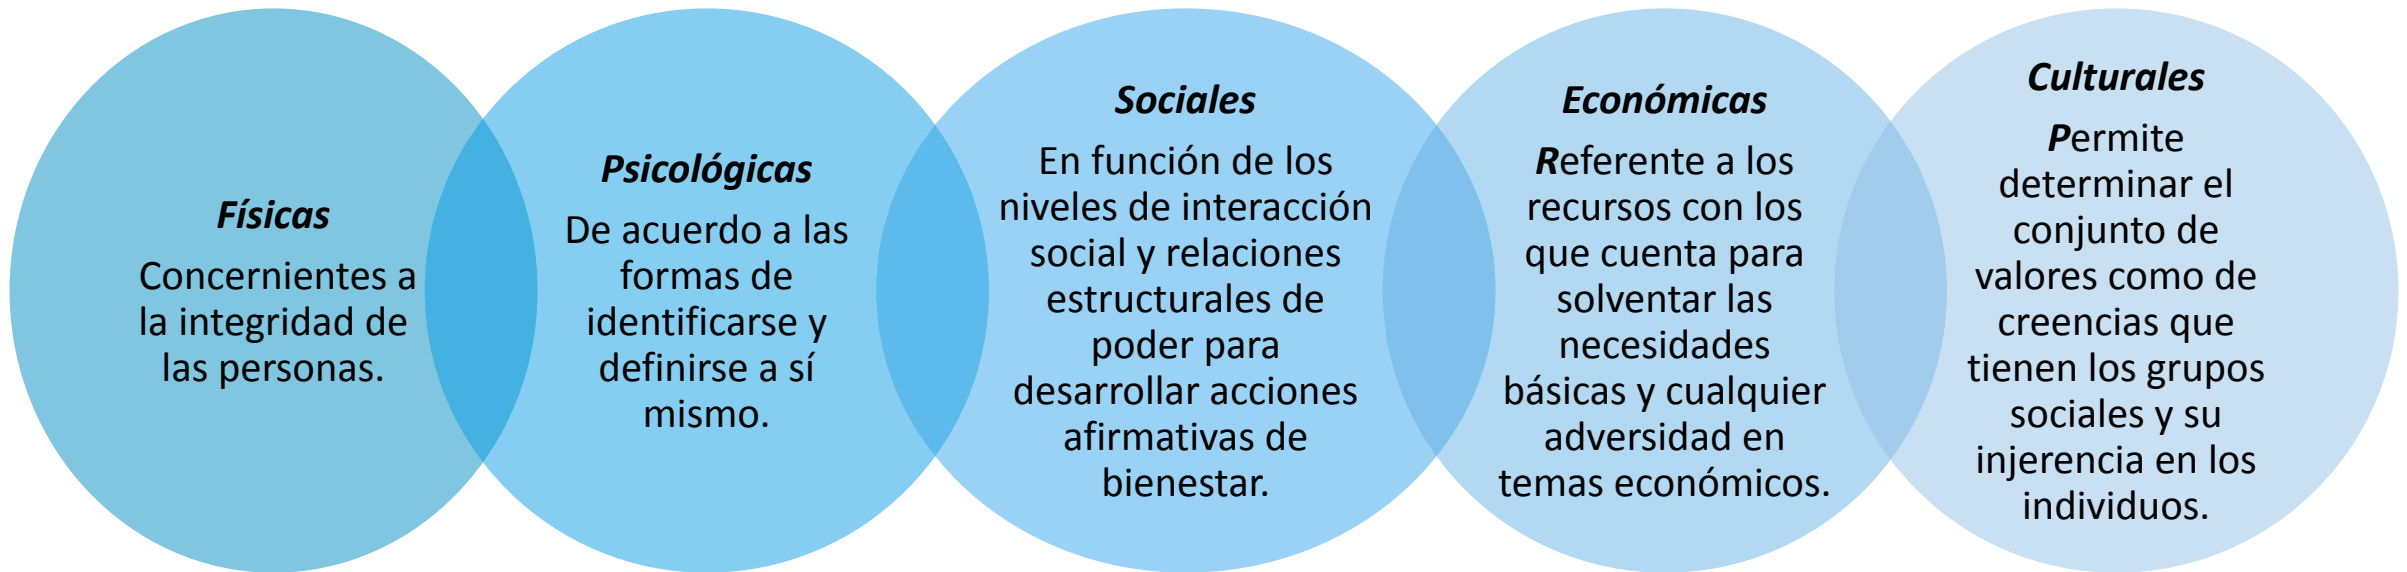 Físicas
Concernientes a
la integridad de
las personas.
Psicológicas
De acuerdo a las
formas de
identificarse y
definirse a sí
mismo.
Sociales
En función de los
niveles de interacción
social y relaciones
estructurales de
poder para
desarrollar acciones
afirmativas de
bienestar.
Económicas
Referente a los
recursos con los
que cuenta para
solventar las
necesidades
básicas y cualquier
adversidad en
temas económicos.
Culturales
Permite
determinar el
conjunto de
valores como de
creencias que
tienen los grupos
sociales y su
injerencia en los
individuos.